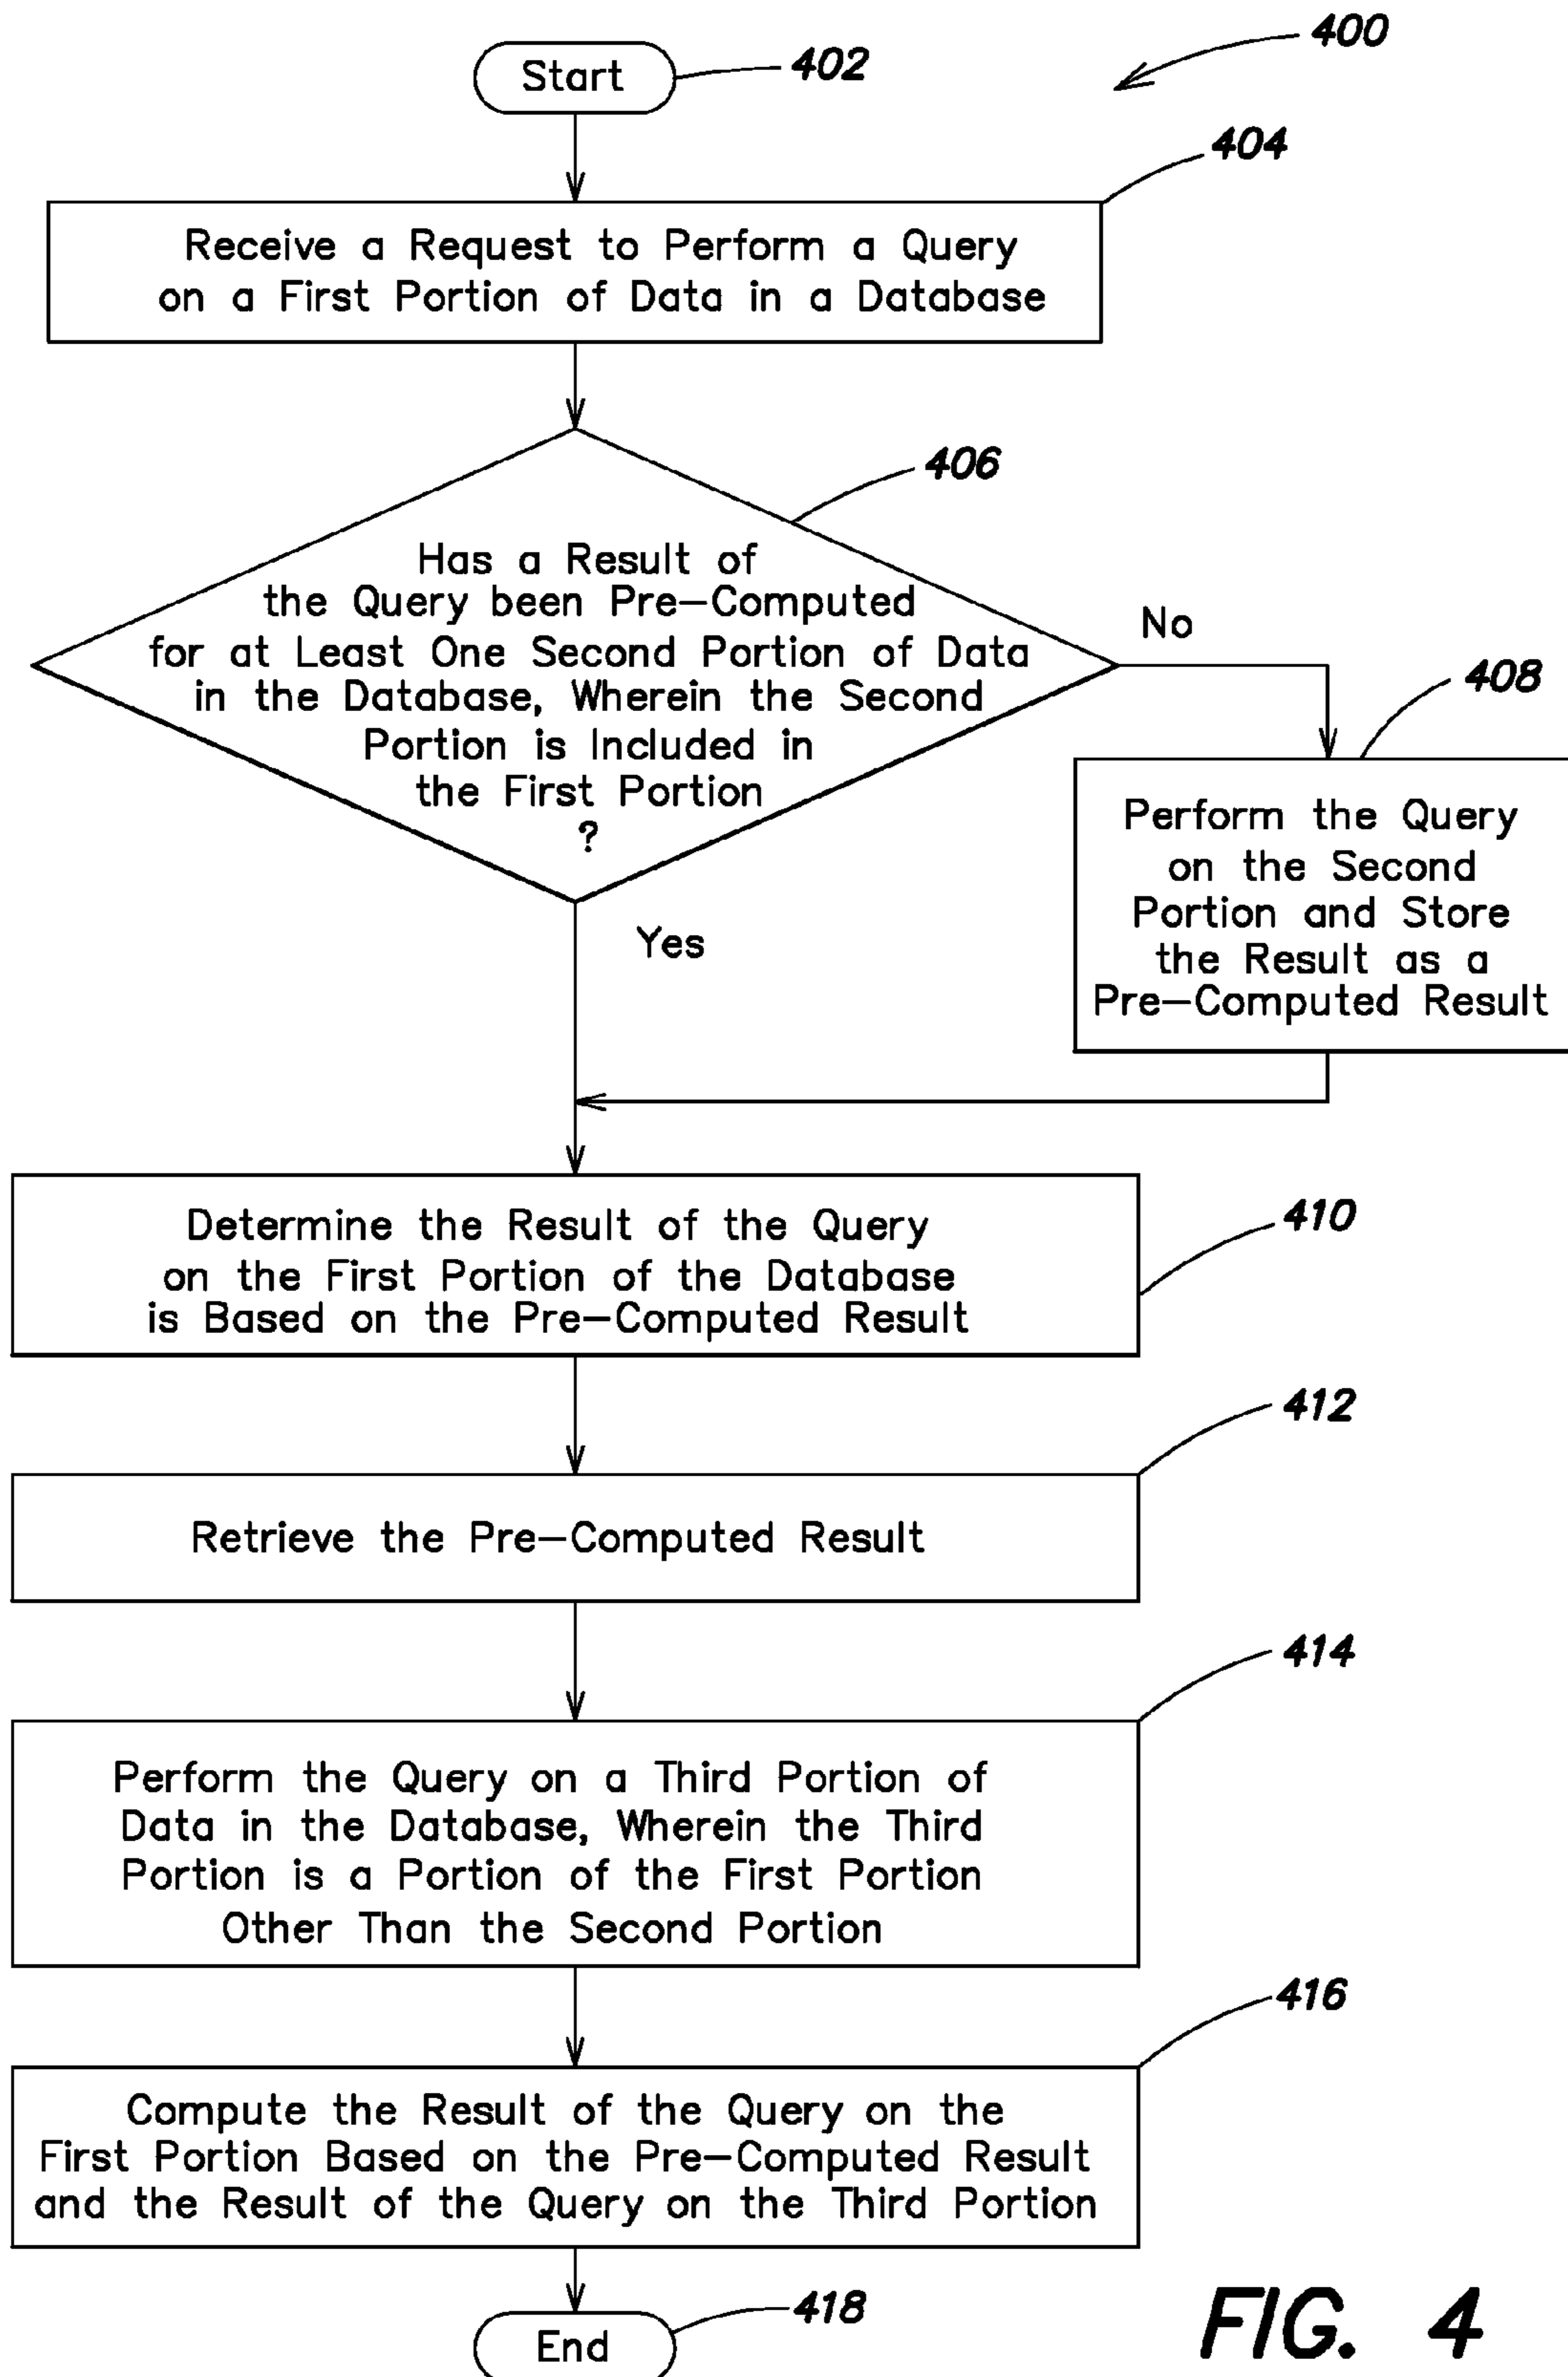 400
Start
402
404
Receive a Request to Perform a Query
on a First Portion of Data in a Database
406
Has a Result of
the Query been Pre-Computed
for at Least One Second Portion of Data
in the Database, Wherein the Second
Portion is Included in
the First Portion
?
No
408
Perform the Query
on the Second
Portion and Store
the Result as a
Pre-Computed Result
Yes
410
Determine the Result of the Query
on the First Portion of the Database
is Based on the Pre-Computed Result
412
Retrieve the Pre-Computed Result
414
Perform the Query on a Third Portion of
Data in the Database, Wherein the Third
Portion is a Portion of the First Portion
Other Than the Second Portion
416
Compute the Result of the Query on the
First Portion Based on the Pre-Computed Result
and the Result of the Query on the Third Portion
418
End
FIG. 4